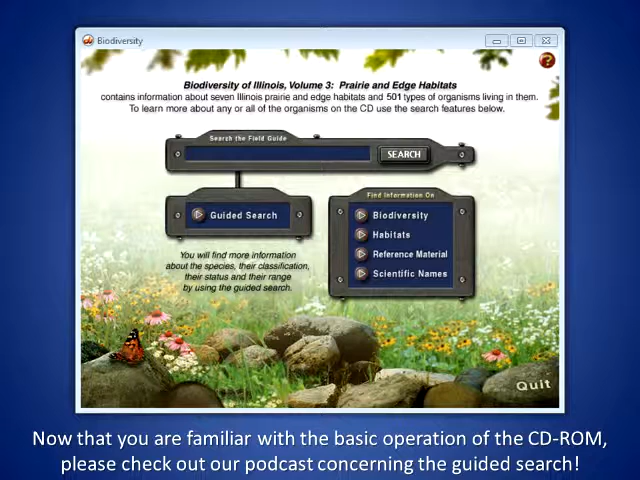 Biodiversity
?
Biodiversity of Illinois, Volume 3: Prairie and Edge Habitats
contains information about seven Illinois prairie and edge habitats and 501 types of organisms living in them.
To learn more about any or all of the organisms on the CD use the search features below.
Search the Field Guide
SEARCH
Guided Search
You will find more information
about the species, their classification,
their status and their range
by using the guided search.
Find Information On
Biodiversity
Habitats
Reference Material
Scientific Names
Quit
Now that you are familiar with the basic operation of the CD-ROM,
please check out our podcast concerning the guided search!